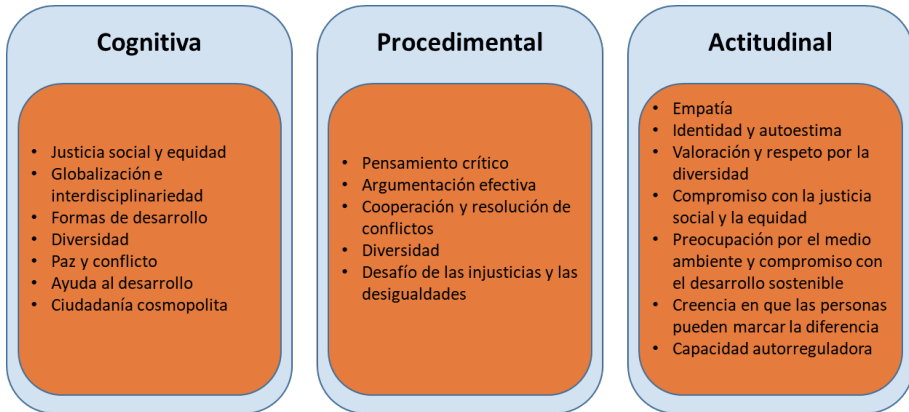 Cognitiva
• Justicia social y equidad
• Globalización e
interdisciplinariedad
• Formas de desarrollo
• Diversidad
• Paz y conflicto
• Ayuda al desarrollo
• Ciudadanía cosmopolita
Procedimental
• Pensamiento crítico
• Argumentación efectiva
• Cooperación y resolución de
conflictos
• Diversidad
• Desafío de las injusticias y las
desigualdades
Actitudinal
• Empatía
• Identidad y autoestima
• Valoración y respeto por la
diversidad
• Compromiso con la justicia
social y la equidad
• Preocupación por el medio
ambiente y compromiso con
el desarrollo sostenible
• Creencia en que las personas
pueden marcar la diferencia
• Capacidad autorreguladora